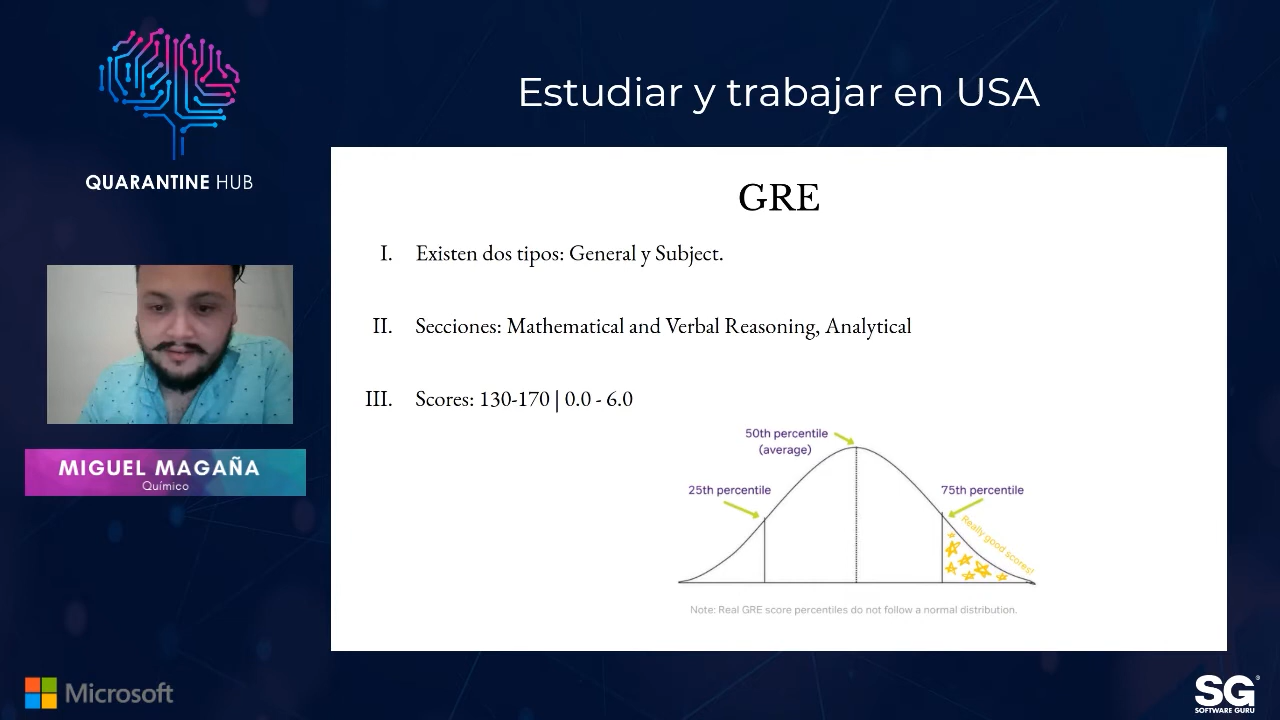 QUARANTINE HUB
Estudiar y trabajar en USA
GRE
I. Existen dos tipos: General y Subject.
II. Secciones: Mathematical and Verbal Reasoning, Analytical
III. Scores: 130-170 | 0.0 - 6.0
50th percentile
(average)
25th percentile
75th percentile
Really good scores!
Note: Real GRE score percentiles do not follow a normal distribution.
MIGUEL MAGAÑA
Químico
Microsoft
SG
SOFTWARE GURU